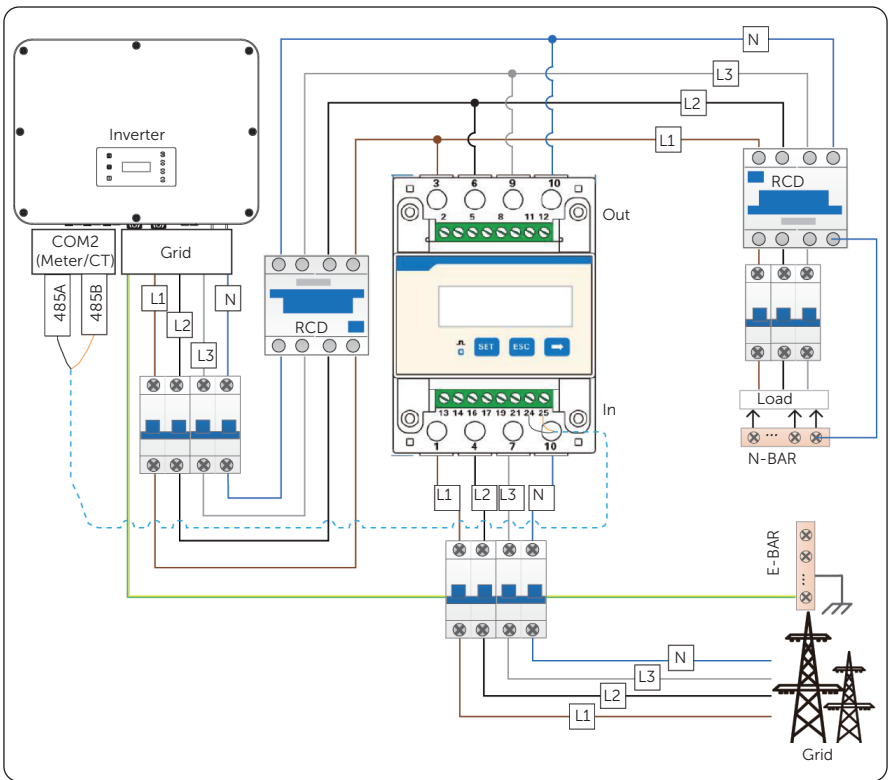 N
L3
L2
L1
Inverter
COM2
(Meter/CT)
Grid
485A
485B
L1
L2
L3
N
RCD
3 6 9 10
2 5 8 11 12
Out
SET ESC
13 14 16 17 19 21 24 25
In
1 4 7 10
L1 L2 L3 N
RCD
Load
...
N-BAR
E-BAR
...
N
L3
L2
L1
Grid